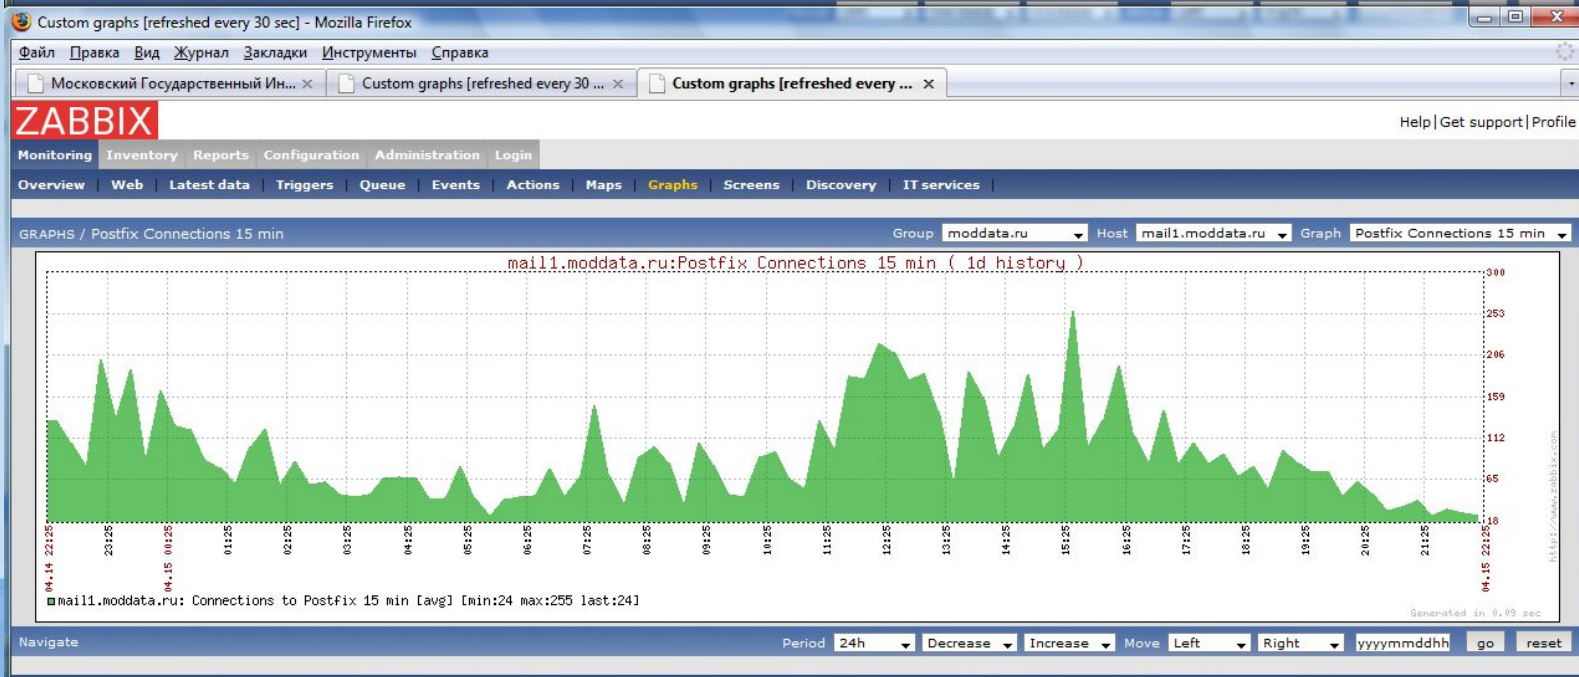 Custom graphs [refreshed every 30 sec] - Mozilla Firefox
Файл Правка Вид Журнал Закладки Инструменты Справка
Московский Государственный Ин... Custom graphs [refreshed every 30 ... Custom graphs [refreshed every ...
ZABBIX
Help|Get support|Profile
Monitoring Inventory Reports Configuration Administration Login
Overview | Web | Latest data | Triggers | Queue | Events | Actions | Maps | Graphs | Screens | Discovery | IT services |
GRAPHS / Postfix Connections 15 min Group moddata.ru Host mail1.moddata.ru Graph Postfix Connections 15 min
mail1.moddata.ru:Postfix Connections 15 min ( 1d history )
300
253
206
159
112
65
18
04.14 22:25 23:25 04.15 00:25 01:25 02:25 03:25 04:25 05:25 06:25 07:25 08:25 09:25 10:25 11:25 12:25 13:25 14:25 15:25 16:25 17:25 18:25 19:25 20:25 21:25 04.15 22:25
http://www.zabbix.com
mail1.moddata.ru: Connections to Postfix 15 min [avg] [min:24 max:255 last:24]
Generated in 0.09 sec
Navigate Period 24h Decrease Increase Move Left Right yyyymmddhh go reset